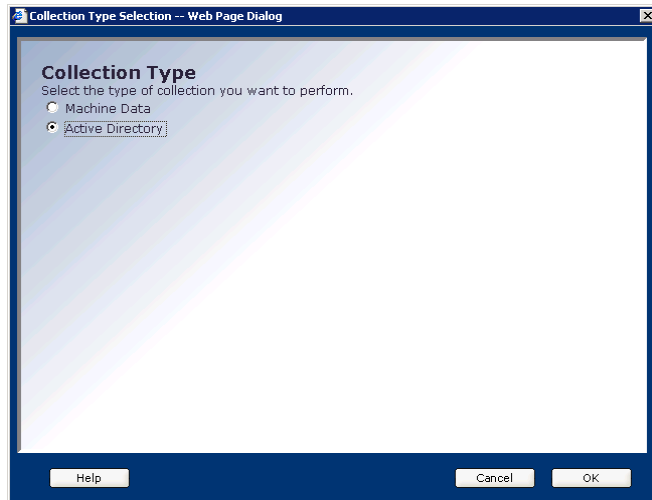 Collection Type Selection -- Web Page Dialog
Collection Type
Select the type of collection you want to perform.
Machine Data
Active Directory
Help
Cancel
OK